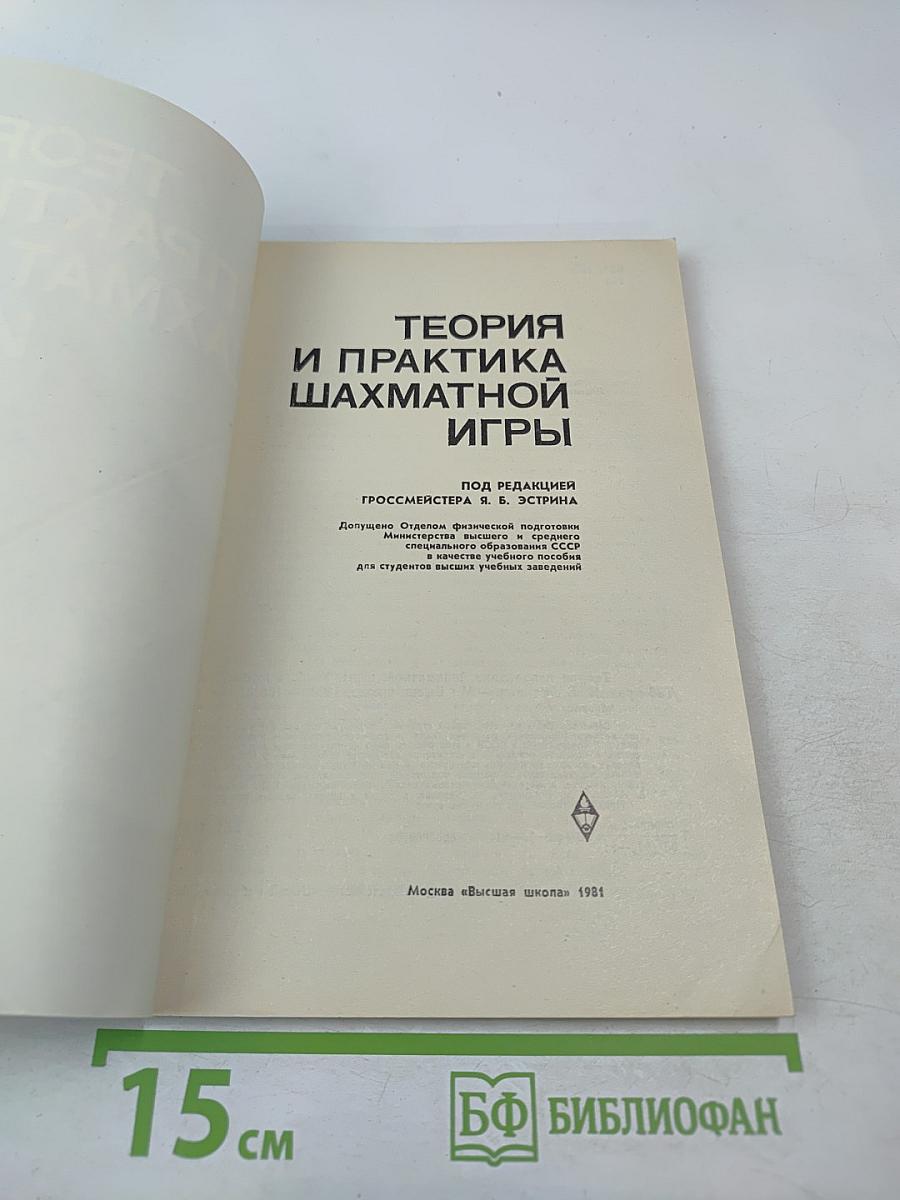 ТЕОРИЯ
И ПРАКТИКА
ШАХМАТНОЙ
ИГРЫ
ПОД РЕДАКЦИЕЙ
ГРОССМЕЙСТЕРА Я. Б. ЭСТРИНА
Допущено Отделом физической подготовки
Министерства высшего и среднего
специального образования СССР
в качестве учебного пособия
для студентов высших учебных заведений
Москва «Высшая школа» 1981
15 см
БФ БИБЛИОФАН